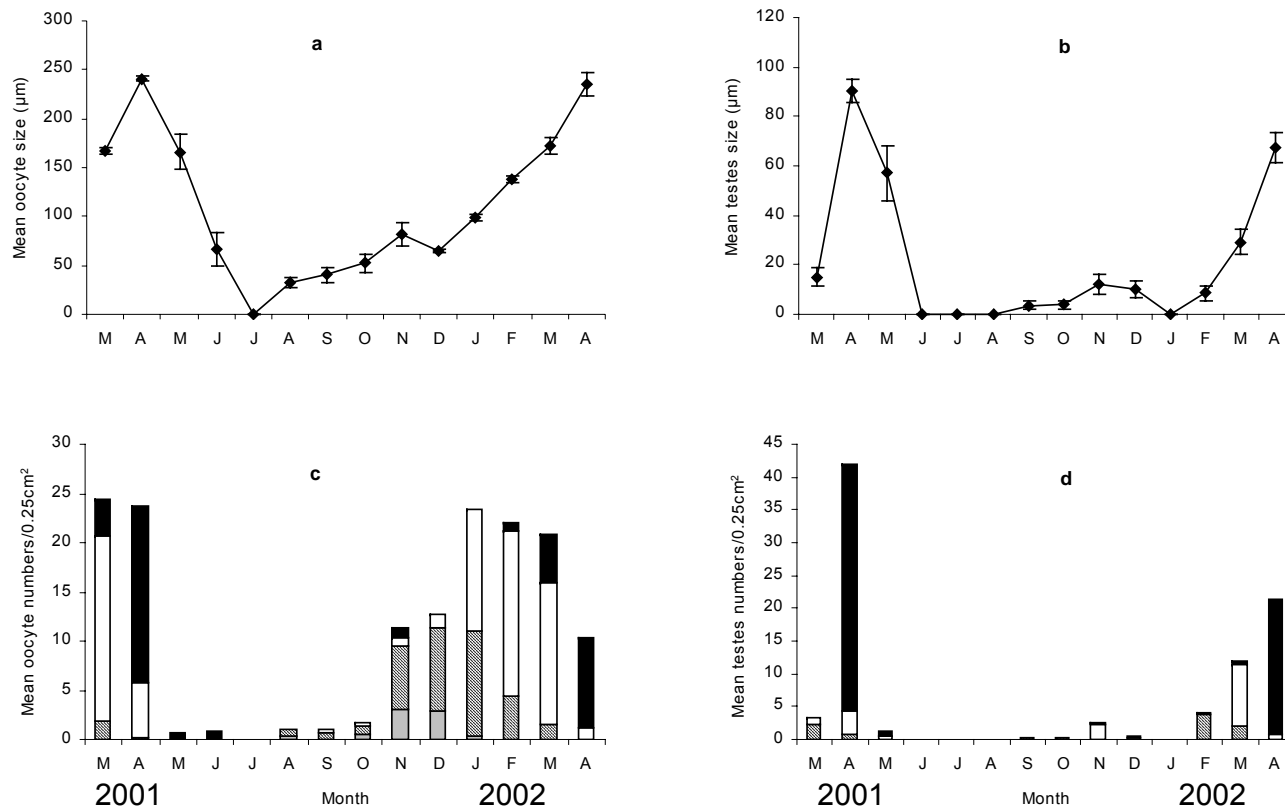 a
Mean oocyte size (µm)
300
250
200
150
100
50
0
M A M J J A S O N D J F M A
b
Mean testes size (µm)
120
100
80
60
40
20
0
M A M J J A S O N D J F M A
c
Mean oocyte numbers/0.25cm²
30
25
20
15
10
5
0
M A M J J A S O N D J F M A
2001 Month 2002
d
Mean testes numbers/0.25cm²
45
40
35
30
25
20
15
10
5
0
M A M J J A S O N D J F M A
2001 Month 2002